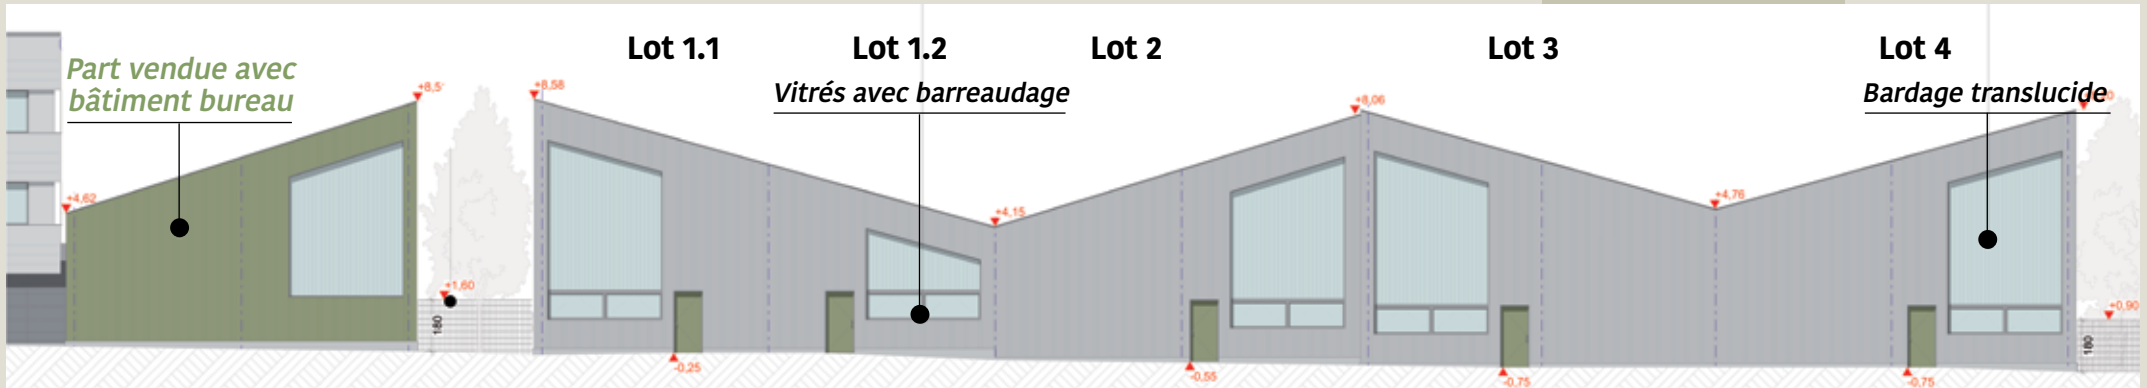 Lot 1.1 Lot 1.2 Lot 2 Lot 3 Lot 4
Part vendue avec
bâtiment bureau
Vitrés avec barreaudage
Bardage translucide
+8,5
+8,58
+8,06
+4,62
+4,15
+4,76
+1,60
+0,90
180
180
-0,25
-0,55
-0,75
-0,75